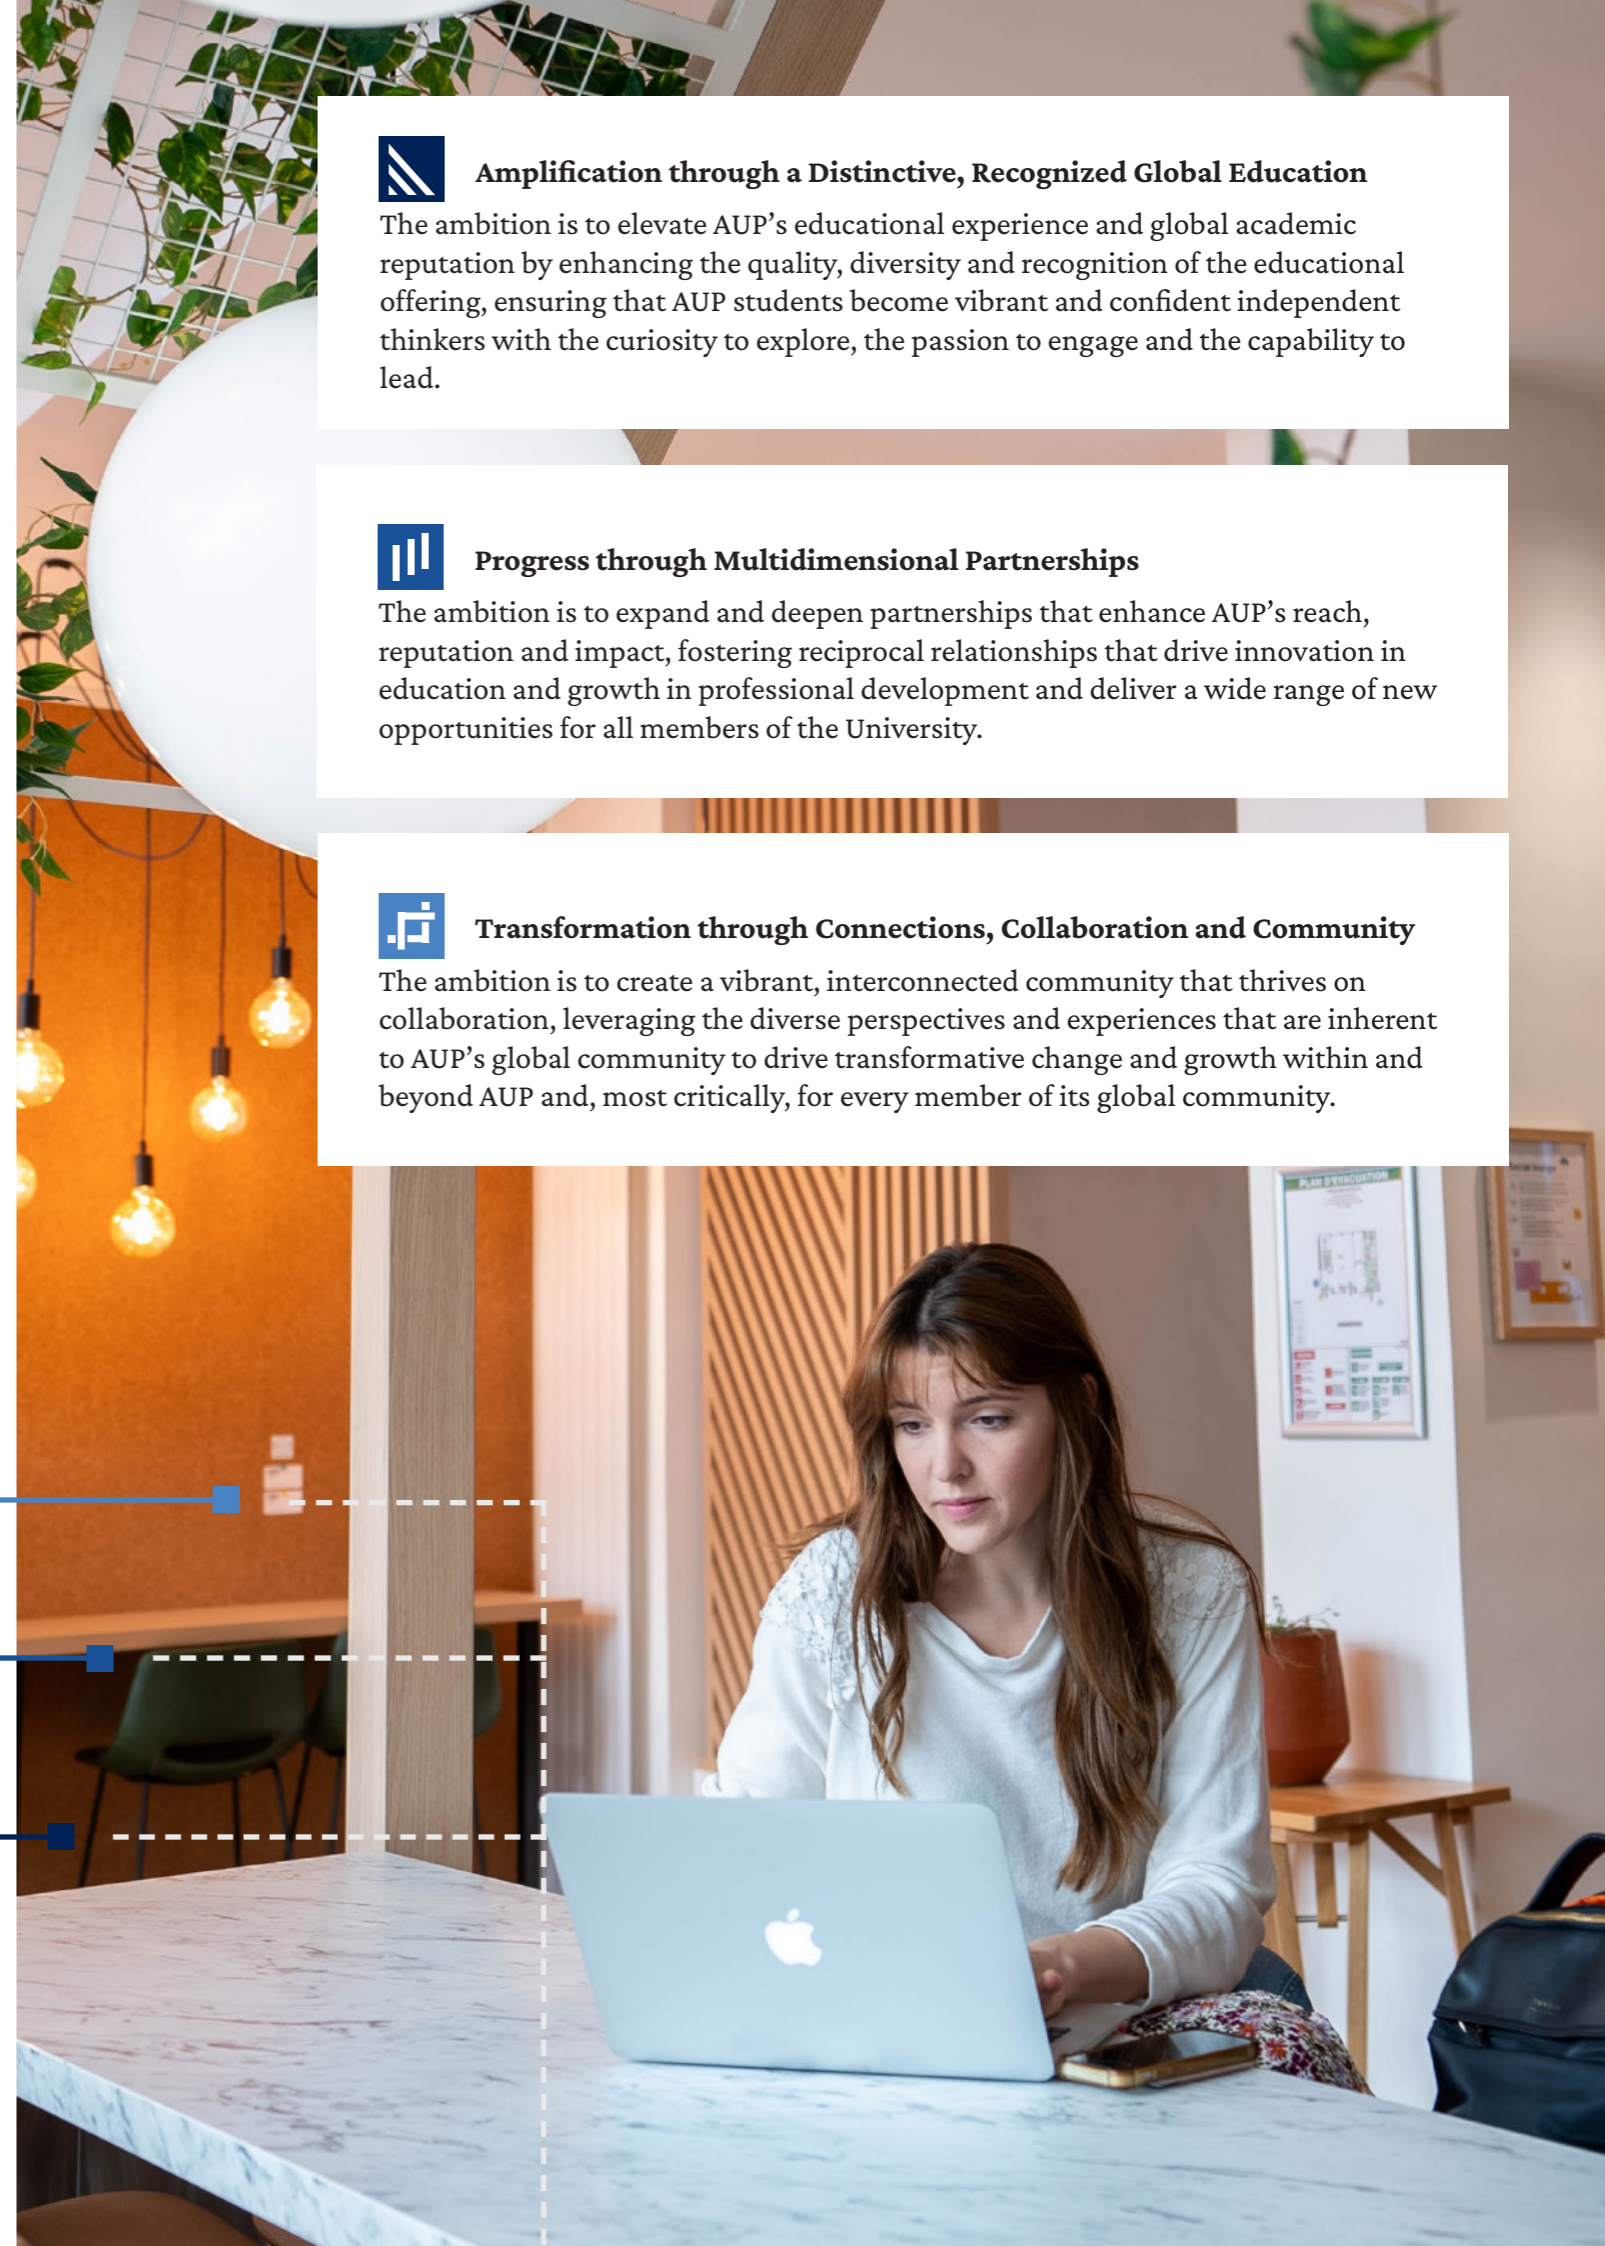 Amplification through a Distinctive, Recognized Global Education
The ambition is to elevate AUP’s educational experience and global academic
reputation by enhancing the quality, diversity and recognition of the educational
offering, ensuring that AUP students become vibrant and confident independent
thinkers with the curiosity to explore, the passion to engage and the capability to
lead.
Progress through Multidimensional Partnerships
The ambition is to expand and deepen partnerships that enhance AUP’s reach,
reputation and impact, fostering reciprocal relationships that drive innovation in
education and growth in professional development and deliver a wide range of new
opportunities for all members of the University.
Transformation through Connections, Collaboration and Community
The ambition is to create a vibrant, interconnected community that thrives on
collaboration, leveraging the diverse perspectives and experiences that are inherent
to AUP’s global community to drive transformative change and growth within and
beyond AUP and, most critically, for every member of its global community.
PLAN D'EVACUATION